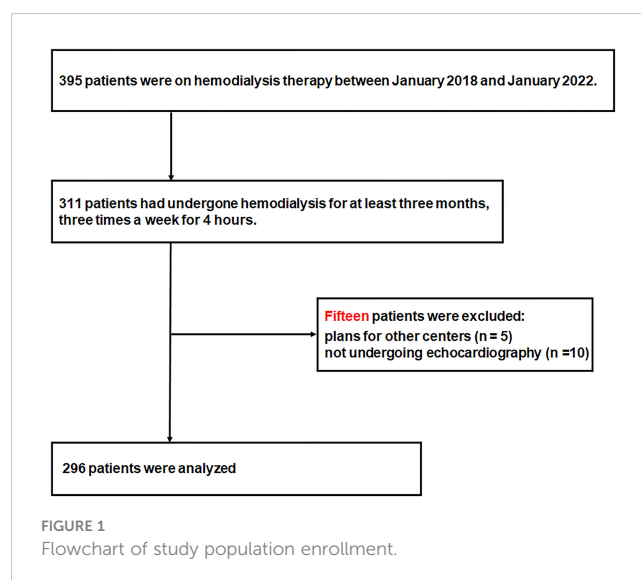 395 patients were on hemodialysis therapy between January 2018 and January 2022.
311 patients had undergone hemodialysis for at least three months,
three times a week for 4 hours.
Fifteen patients were excluded:
plans for other centers (n = 5)
not undergoing echocardiography (n =10)
296 patients were analyzed
FIGURE 1
Flowchart of study population enrollment.